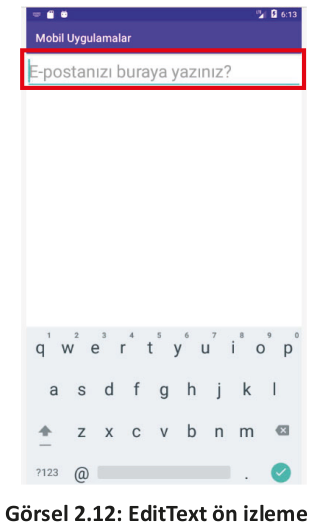 6:13
Mobil Uygulamalar
E-postanızı buraya yazınız?
1 2 3 4 5 6 7 8 9 0
q w e r t y u i o p
a s d f g h j k l
z x c v b n m
?123 @ .
Görsel 2.12: EditText ön izleme